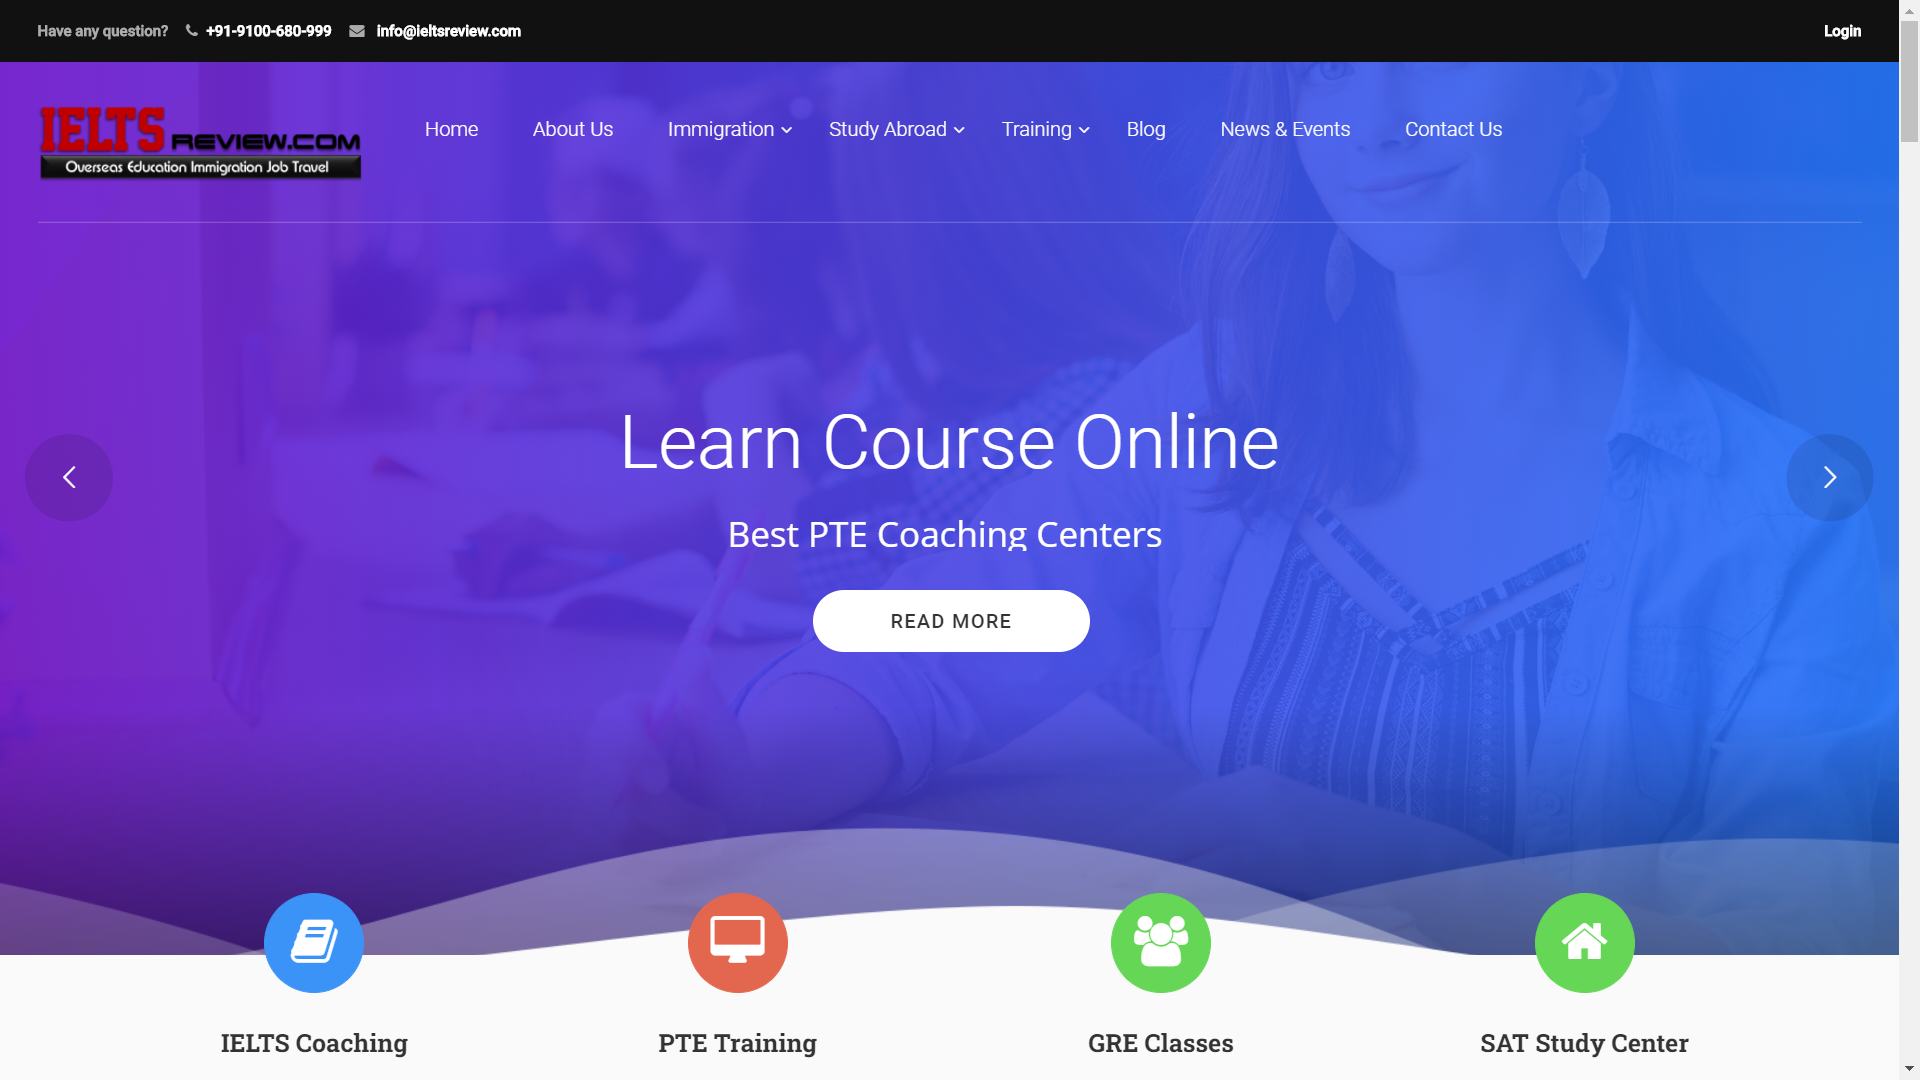 Have any question? +91-9100-680-999 info@ieltsreview.com Login
IELTS REVIEW.COM
Overseas Education Immigration Job Travel
Home About Us Immigration Study Abroad Training Blog News & Events Contact Us
Learn Course Online
Best PTE Coaching Centers
READ MORE
IELTS Coaching PTE Training GRE Classes SAT Study Center